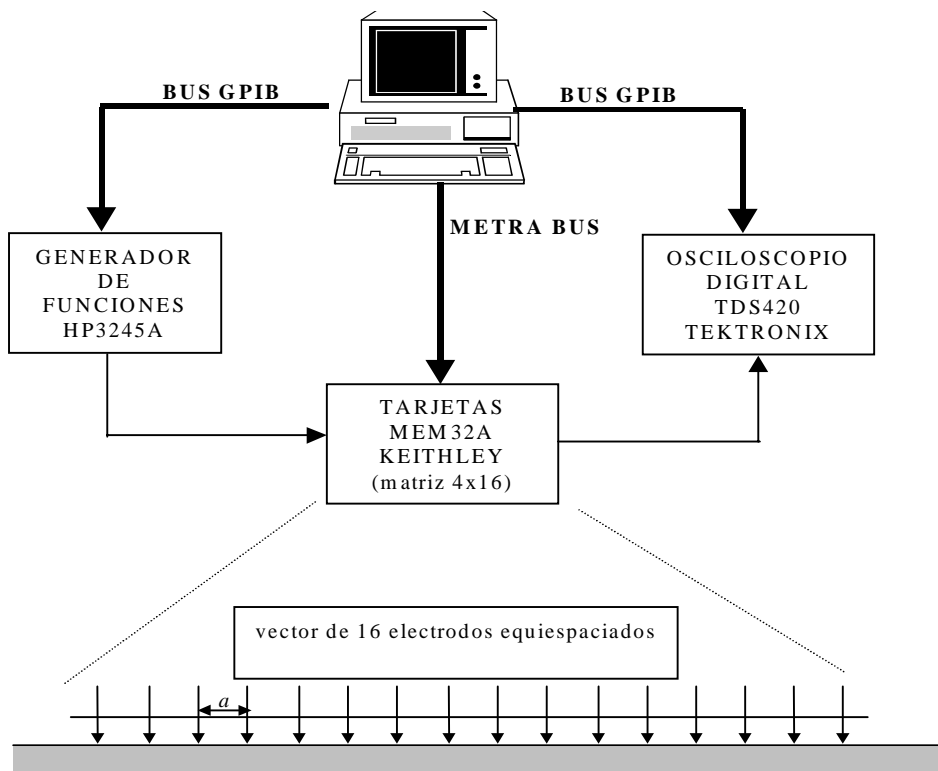 BUS GPIB
BUS GPIB
METRA BUS
GENERADOR
DE
FUNCIONES
HP3245A
OSCILOSCOPIO
DIGITAL
TDS420
TEKTRONIX
TARJETAS
MEM32A
KEITHLEY
(matriz 4x16)
vector de 16 electrodos equiespaciados
a